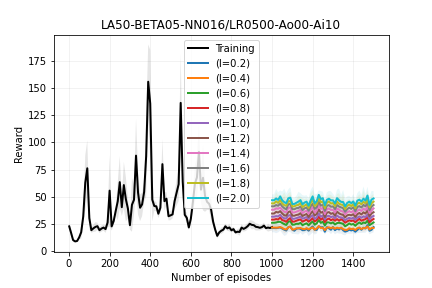 LA50-BETA05-NN016/LR0500-Ao00-Ai10
Reward
175
150
125
100
75
50
25
0
Training
(l=0.2)
(l=0.4)
(l=0.6)
(l=0.8)
(l=1.0)
(l=1.2)
(l=1.4)
(l=1.6)
(l=1.8)
(l=2.0)
0 200 400 600 800 1000 1200 1400
Number of episodes